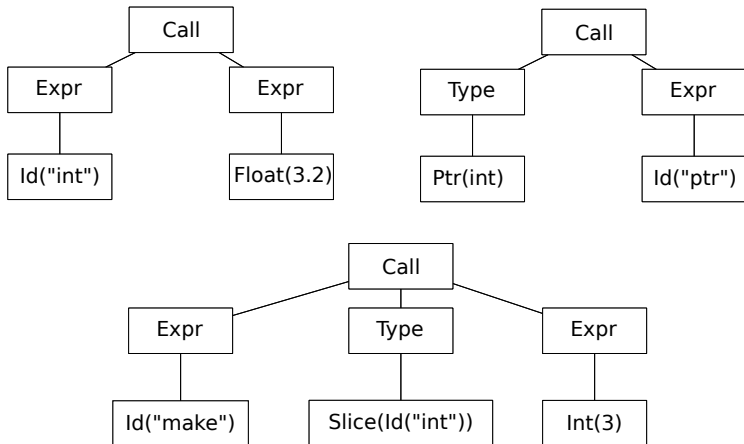 Call
Call
Expr
Expr
Type
Expr
Id("int")
Float(3.2)
Ptr(int)
Id("ptr")
Call
Expr
Type
Expr
Id("make")
Slice(Id("int"))
Int(3)